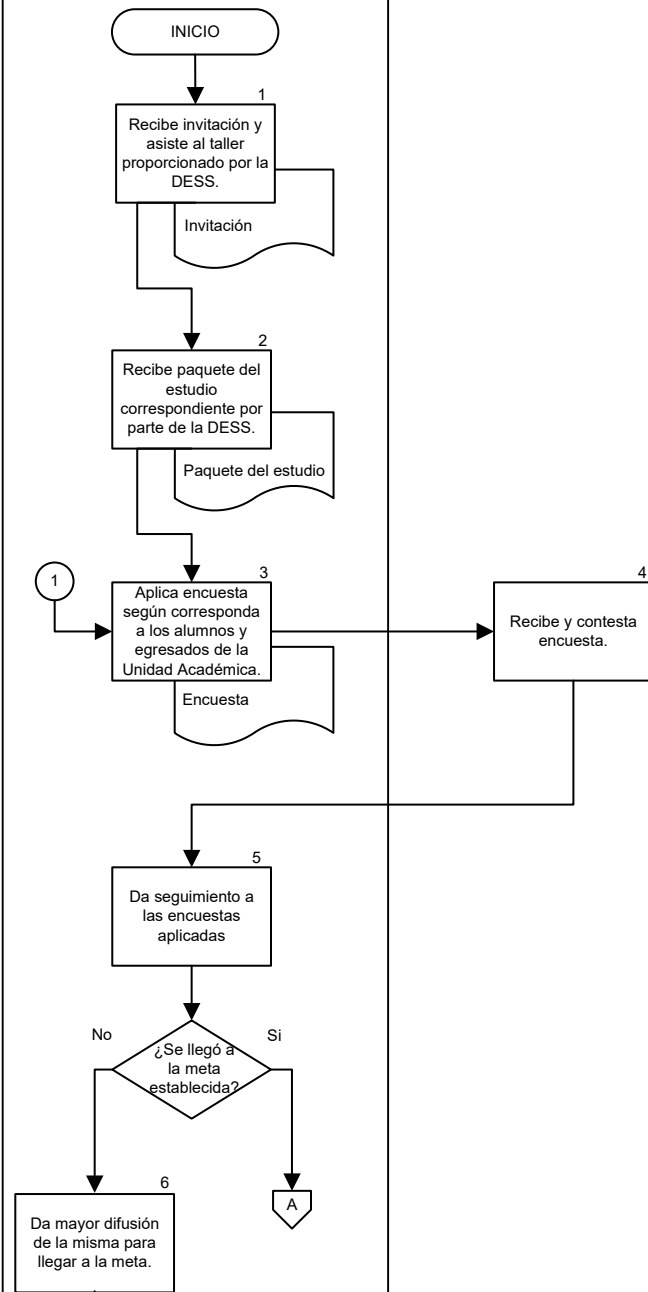 INICIO
1
Recibe invitación y
asiste al taller
proporcionado por la
DESS.
Invitación
2
Recibe paquete del
estudio
correspondiente por
parte de la DESS.
Paquete del estudio
1
3
Aplica encuesta
según corresponda
a los alumnos y
egresados de la
Unidad Académica.
Encuesta
4
Recibe y contesta
encuesta.
5
Da seguimiento a
las encuestas
aplicadas
No
Si
¿Se llegó a
la meta
establecida?
6
Da mayor difusión
de la misma para
llegar a la meta.
A